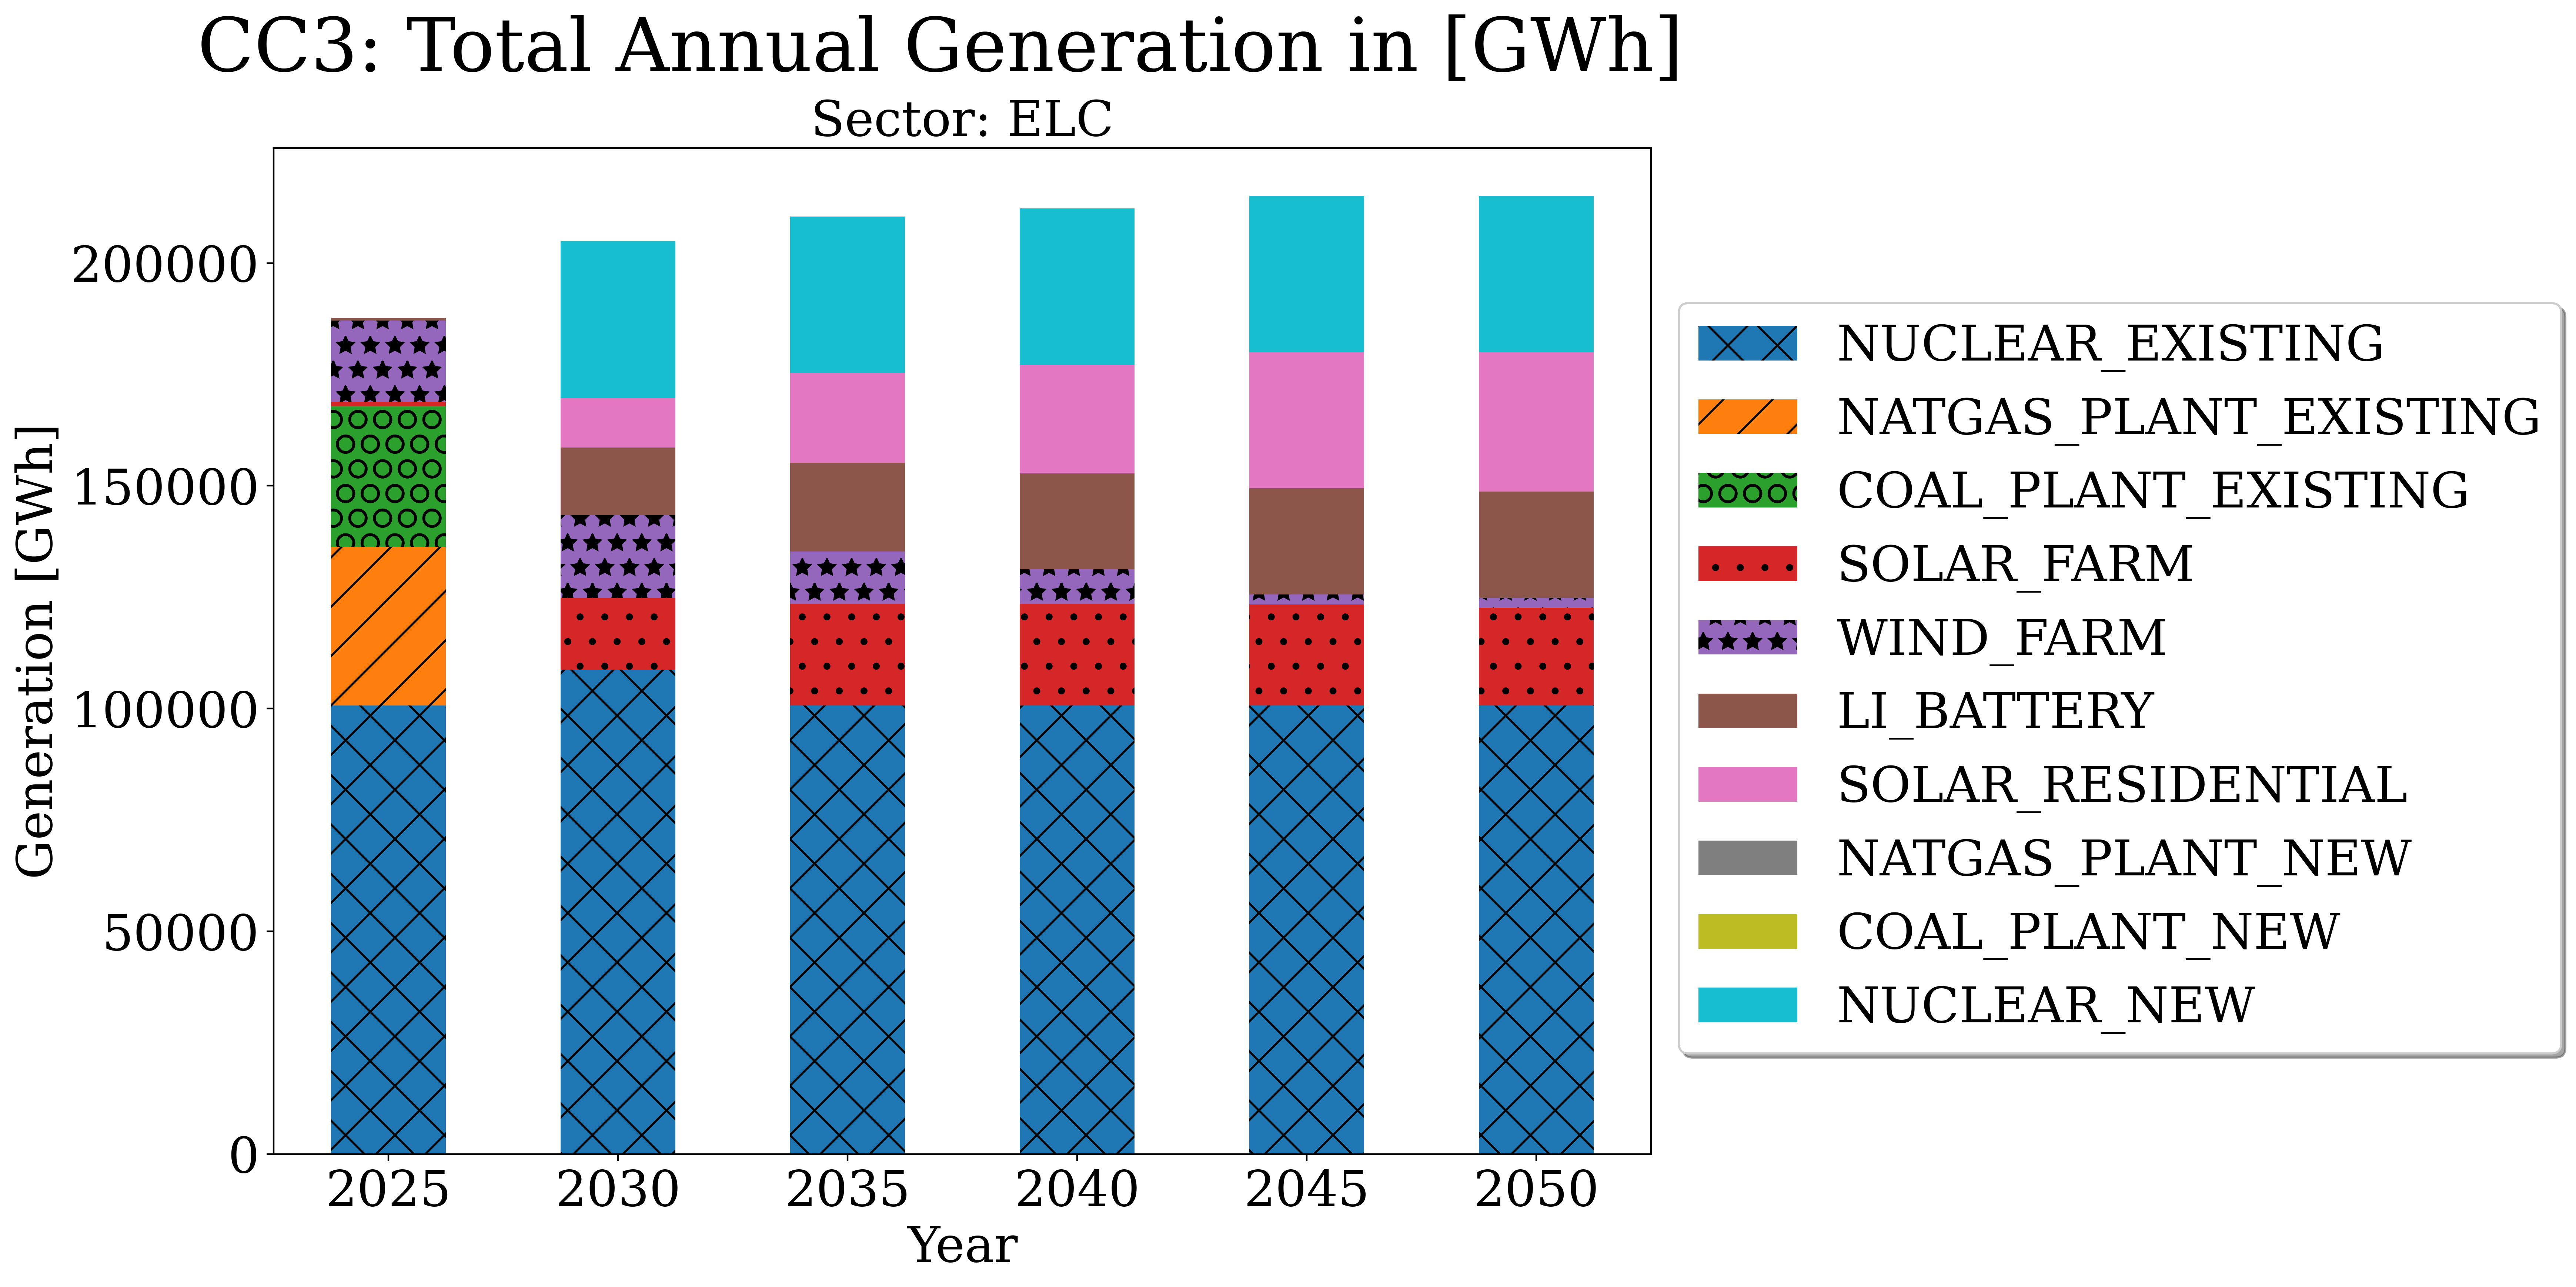 CC3: Total Annual Generation in [GWh]
Sector: ELC
Generation [GWh]
200000
150000
100000
50000
0
2025 2030 2035 2040 2045 2050
Year
NUCLEAR_EXISTING
NATGAS_PLANT_EXISTING
COAL_PLANT_EXISTING
SOLAR_FARM
WIND_FARM
LI_BATTERY
SOLAR_RESIDENTIAL
NATGAS_PLANT_NEW
COAL_PLANT_NEW
NUCLEAR_NEW